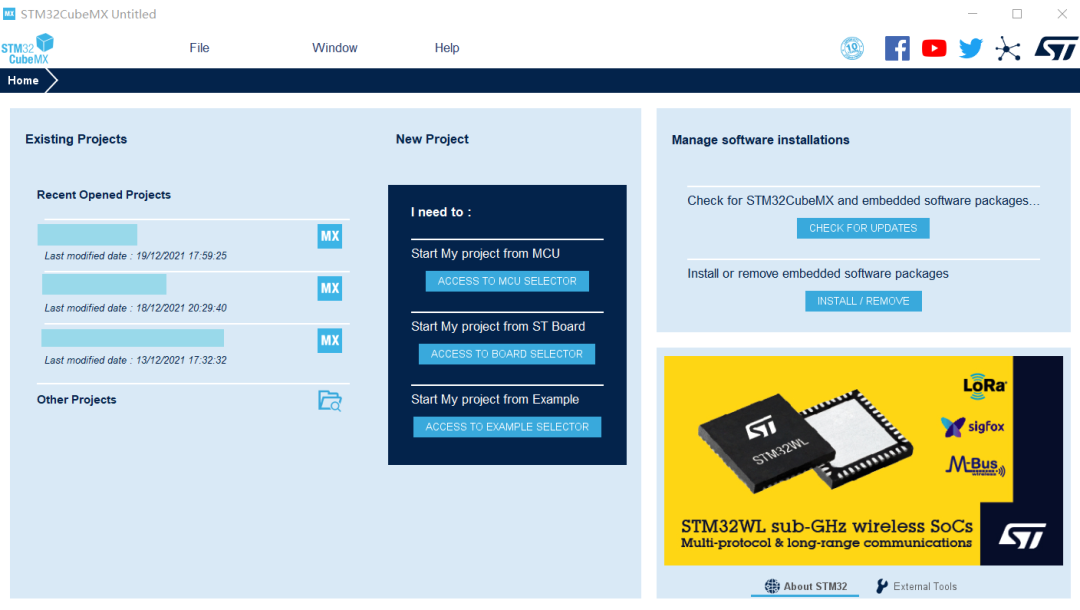 MX STM32CubeMX Untitled
STM32
CubeMX
File
Window
Help
10
Home
Existing Projects
Recent Opened Projects
MX
Last modified date : 19/12/2021 17:59:25
MX
Last modified date : 18/12/2021 20:29:40
MX
Last modified date : 13/12/2021 17:32:32
Other Projects
New Project
I need to :
Start My project from MCU
ACCESS TO MCU SELECTOR
Start My project from ST Board
ACCESS TO BOARD SELECTOR
Start My project from Example
ACCESS TO EXAMPLE SELECTOR
Manage software installations
Check for STM32CubeMX and embedded software packages...
CHECK FOR UPDATES
Install or remove embedded software packages
INSTALL / REMOVE
STM32WL
LoRa
sigfox
M-Bus
STM32WL sub-GHz wireless SoCs
Multi-protocol & long-range communications
ST
About STM32
External Tools